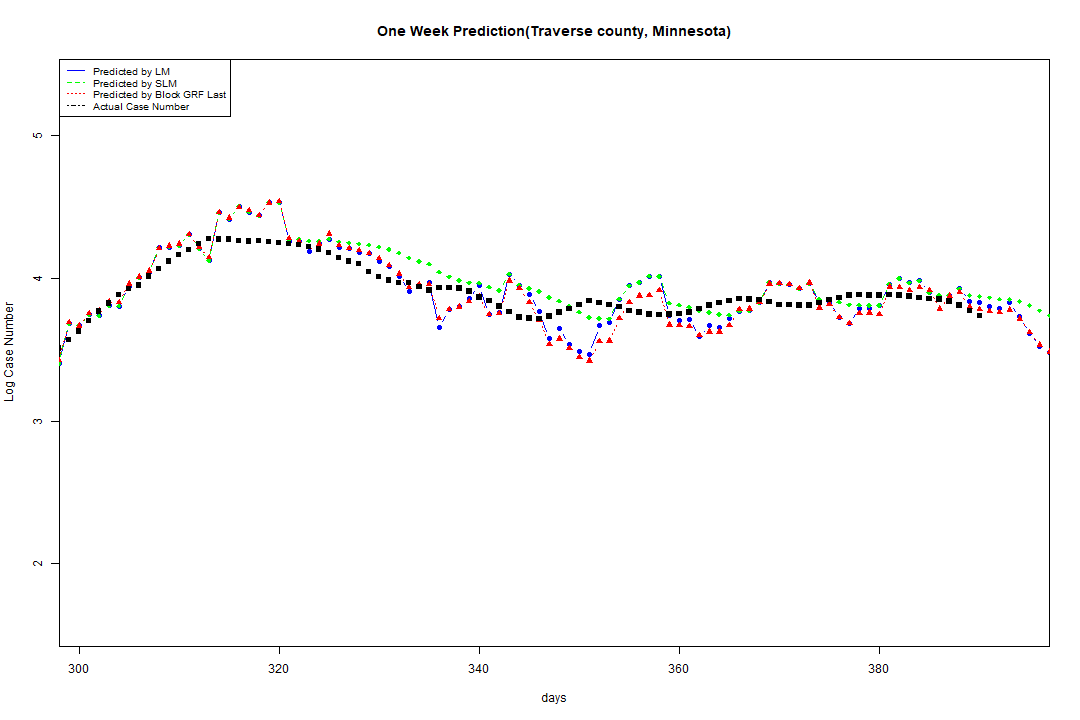 One Week Prediction(Traverse county, Minnesota)
Predicted by LM
Predicted by SLM
Predicted by Block GRF Last
Actual Case Number
5
4
3
2
Log Case Number
300 320 340 360 380
days